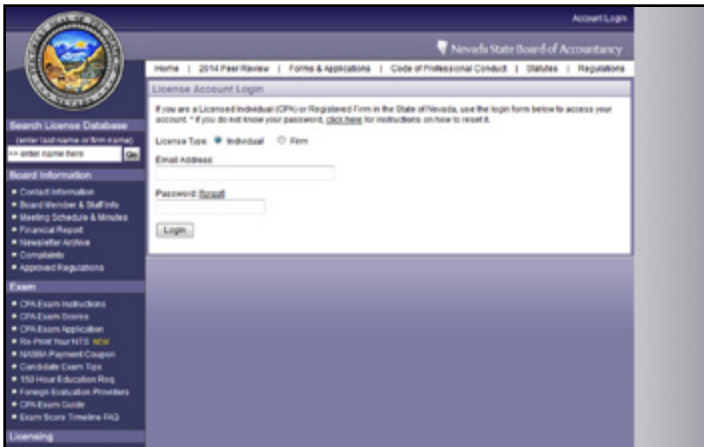 Account Login
Nevada State Board of Accountancy
Home | 2014 Peer Review | Forms & Applications | Code of Professional Conduct | Statutes | Regulations
License Account Login
If you are a Licensed Individual (CPA) or Registered Firm in the State of Nevada, use the login form below to access your
account. * If you do not know your password, click here for instructions on how to reset it.
License Type: Individual Firm
Email Address:
Password: [forgot]
Login
Search License Database
(enter last name or firm name)
>> enter name here Go
Board Information
Contact Information
Board Member & Staff Info
Meeting Schedule & Minutes
Financial Report
Newsletter Archive
Complaints
Approved Regulations
Exam
CPA Exam Instructions
CPA Exam Scores
CPA Exam Application
Re-Print Your NTS NEW
NASBA Payment Coupon
Candidate Exam Tips
150 Hour Education Req.
Foreign Evaluation Providers
CPA Exam Guide
Exam Score Timeline FAQ
Licensing